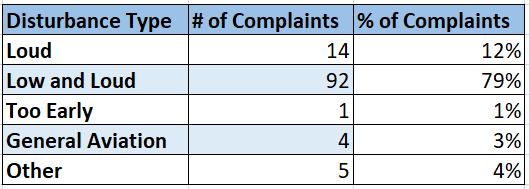 Disturbance Type # of Complaints % of Complaints
Loud 14 12%
Low and Loud 92 79%
Too Early 1 1%
General Aviation 4 3%
Other 5 4%